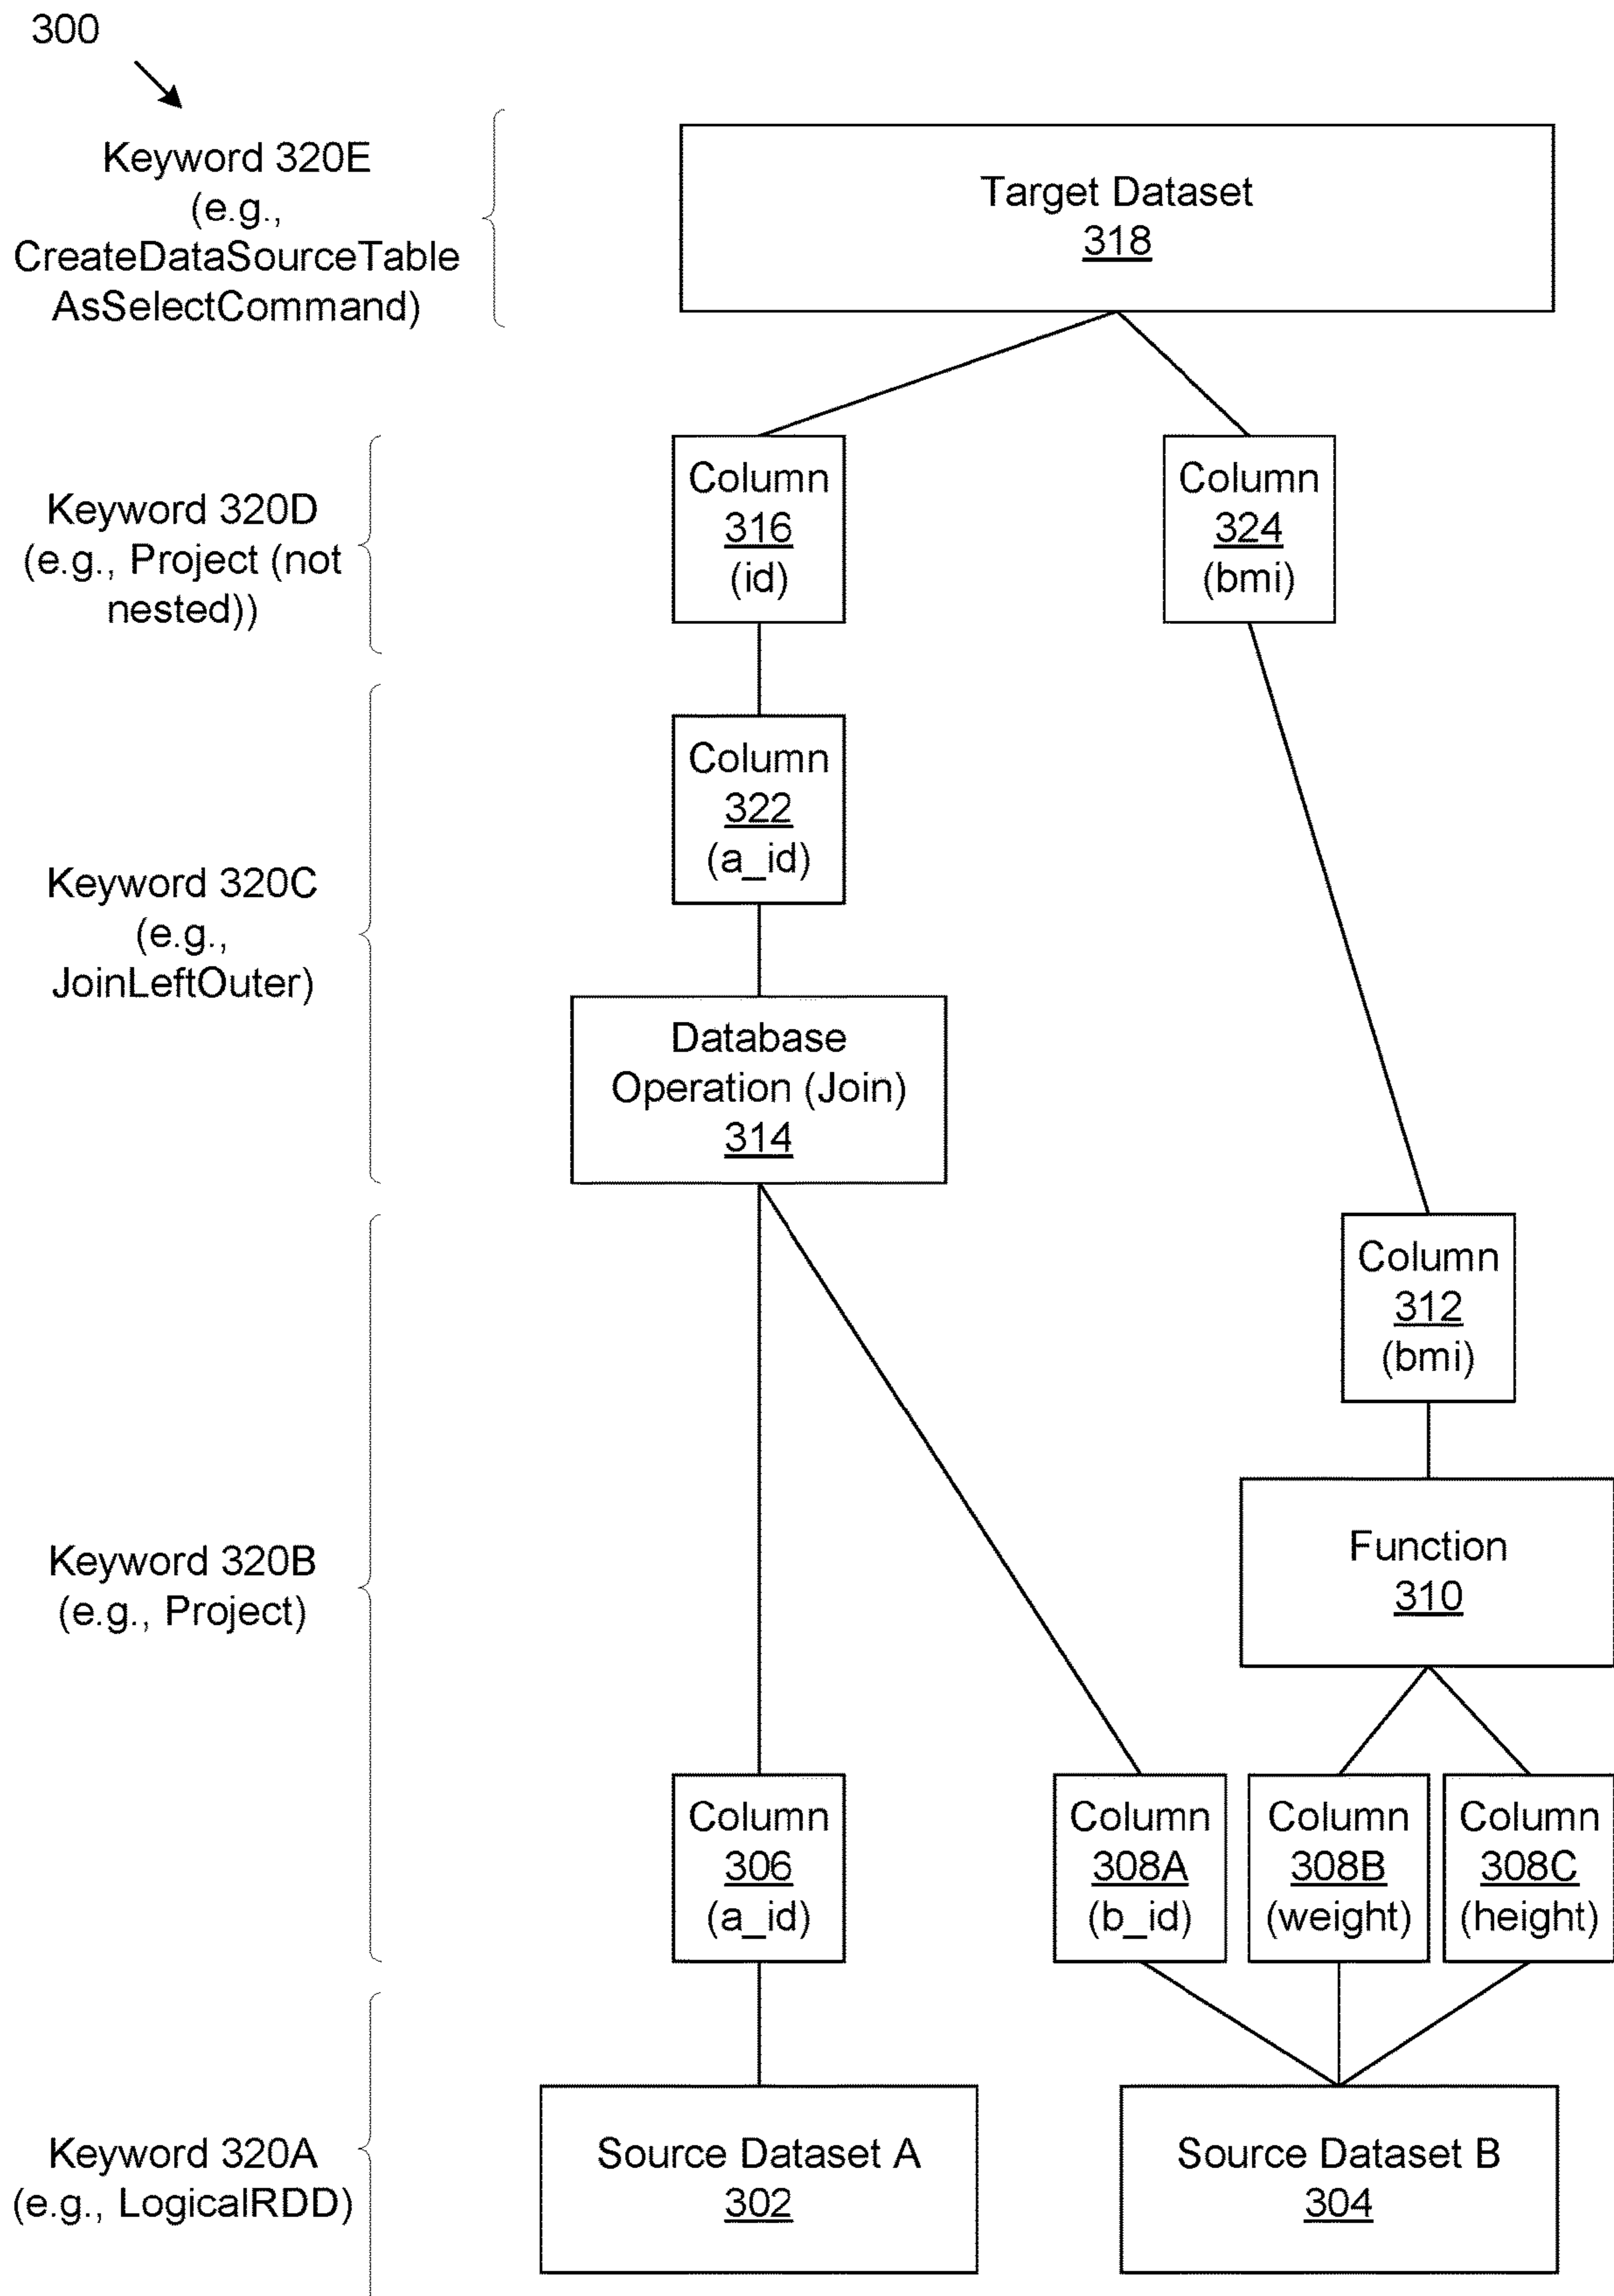 300
Keyword 320E
(e.g.,
CreateDataSourceTable
AsSelectCommand)
Target Dataset
318
Keyword 320D
(e.g., Project (not
nested))
Column
316
(id)
Column
324
(bmi)
Keyword 320C
(e.g.,
JoinLeftOuter)
Column
322
(a_id)
Database
Operation (Join)
314
Keyword 320B
(e.g., Project)
Column
312
(bmi)
Function
310
Column
306
(a_id)
Column
308A
(b_id)
Column
308B
(weight)
Column
308C
(height)
Keyword 320A
(e.g., LogicalRDD)
Source Dataset A
302
Source Dataset B
304